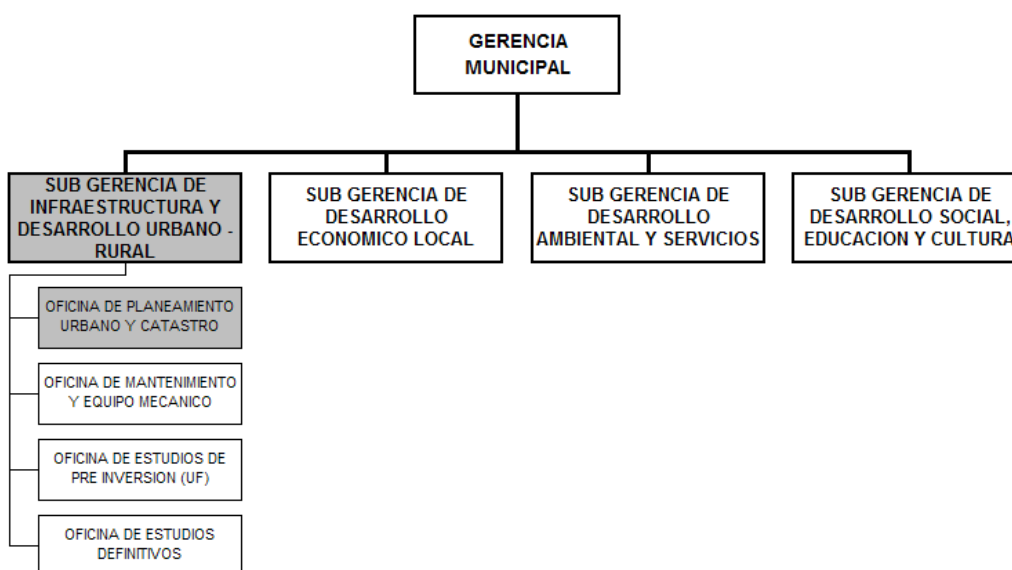 GERENCIA
MUNICIPAL
SUB GERENCIA DE
INFRAESTRUCTURA Y
DESARROLLO URBANO -
RURAL
SUB GERENCIA DE
DESARROLLO
ECONOMICO LOCAL
SUB GERENCIA DE
DESARROLLO
AMBIENTAL Y SERVICIOS
SUB GERENCIA DE
DESARROLLO SOCIAL,
EDUCACION Y CULTURA
OFICINA DE PLANEAMIENTO
URBANO Y CATASTRO
OFICINA DE MANTENIMIENTO
Y EQUIPO MECANICO
OFICINA DE ESTUDIOS DE
PRE INVERSION (UF)
OFICINA DE ESTUDIOS
DEFINITIVOS